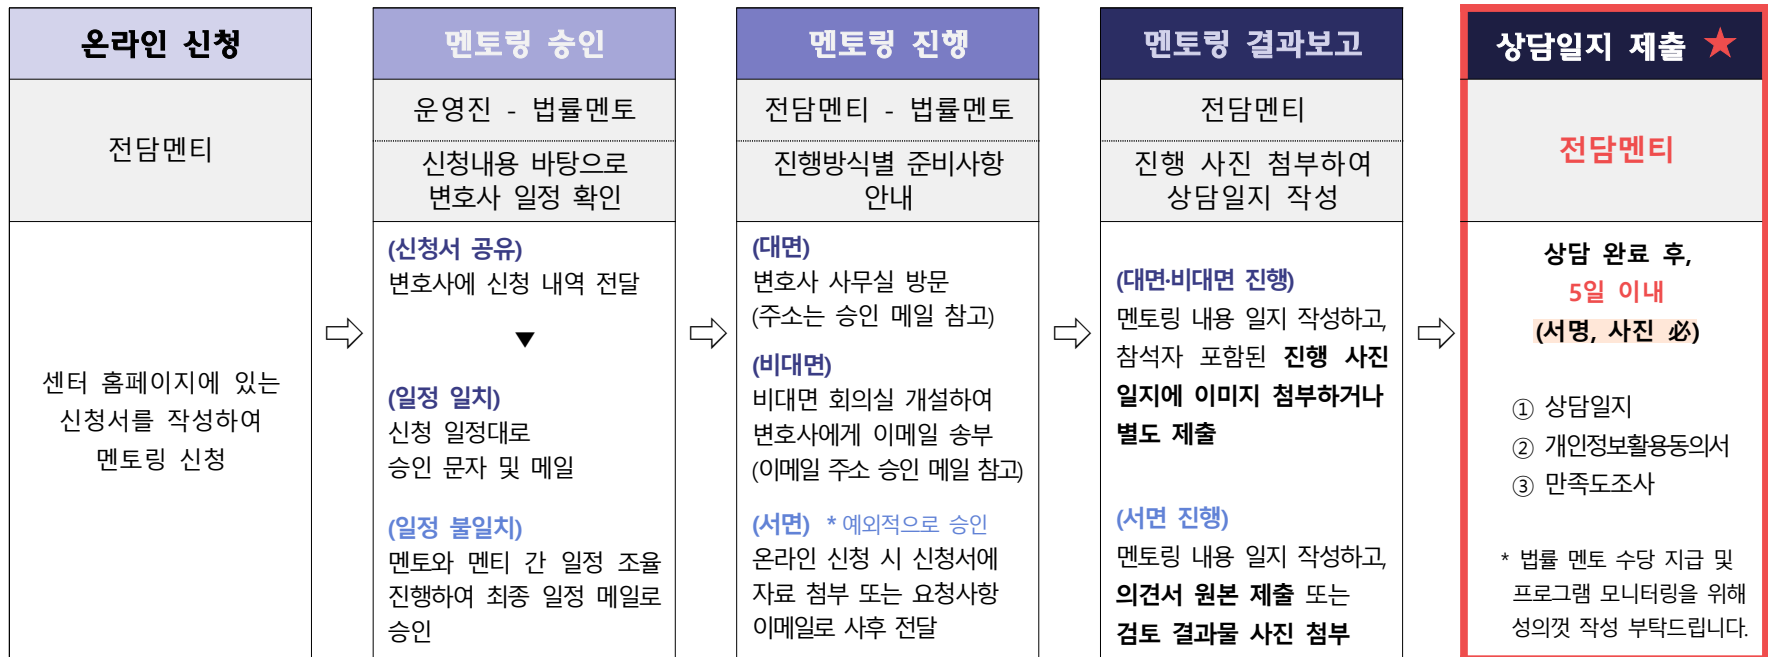 온라인 신청
전담멘티
센터 홈페이지에 있는
신청서를 작성하여
멘토링 신청
멘토링 승인
운영진 - 법률멘토
신청내용 바탕으로
변호사 일정 확인
(신청서 공유)
변호사에 신청 내역 전달
▼
(일정 일치)
신청 일정대로
승인 문자 및 메일
(일정 불일치)
멘토와 멘티 간 일정 조율
진행하여 최종 일정 메일로
승인
멘토링 진행
전담멘티 - 법률멘토
진행방식별 준비사항
안내
(대면)
변호사 사무실 방문
(주소는 승인 메일 참고)
(비대면)
비대면 회의실 개설하여
변호사에게 이메일 송부
(이메일 주소 승인 메일 참고)
(서면) * 예외적으로 승인
온라인 신청 시 신청서에
자료 첨부 또는 요청사항
이메일로 사후 전달
멘토링 결과보고
전담멘티
진행 사진 첨부하여
상담일지 작성
(대면·비대면 진행)
멘토링 내용 일지 작성하고,
참석자 포함된 진행 사진
일지에 이미지 첨부하거나
별도 제출
(서면 진행)
멘토링 내용 일지 작성하고,
의견서 원본 제출 또는
검토 결과물 사진 첨부
상담일지 제출 ★
전담멘티
상담 완료 후,
5일 이내
(서명, 사진 必)
① 상담일지
② 개인정보활용동의서
③ 만족도조사
* 법률 멘토 수당 지급 및
프로그램 모니터링을 위해
성의껏 작성 부탁드립니다.